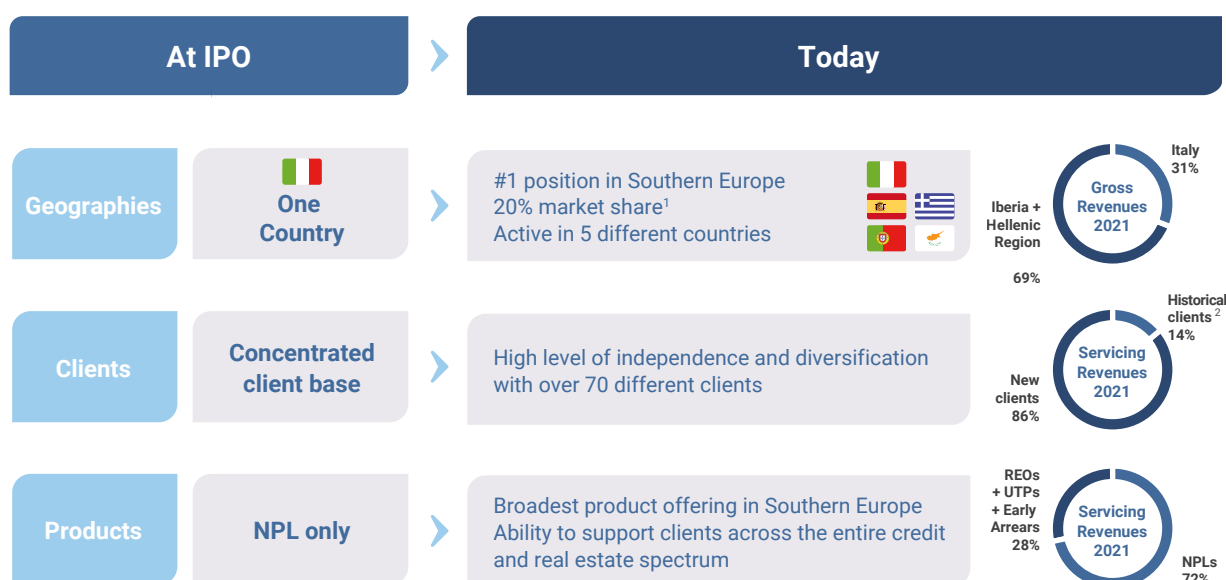 At IPO
Today
Geographies
One
Country
#1 position in Southern Europe
20% market share1
Active in 5 different countries
Iberia +
Hellenic
Region
69%
Gross
Revenues
2021
Italy
31%
Clients
Concentrated
client base
High level of independence and diversification
with over 70 different clients
New
clients
86%
Servicing
Revenues
2021
Historical
clients 2
14%
Products
NPL only
Broadest product offering in Southern Europe
Ability to support clients across the entire credit
and real estate spectrum
REOs
+ UTPs
+ Early
Arrears
28%
Servicing
Revenues
2021
NPLs
72%